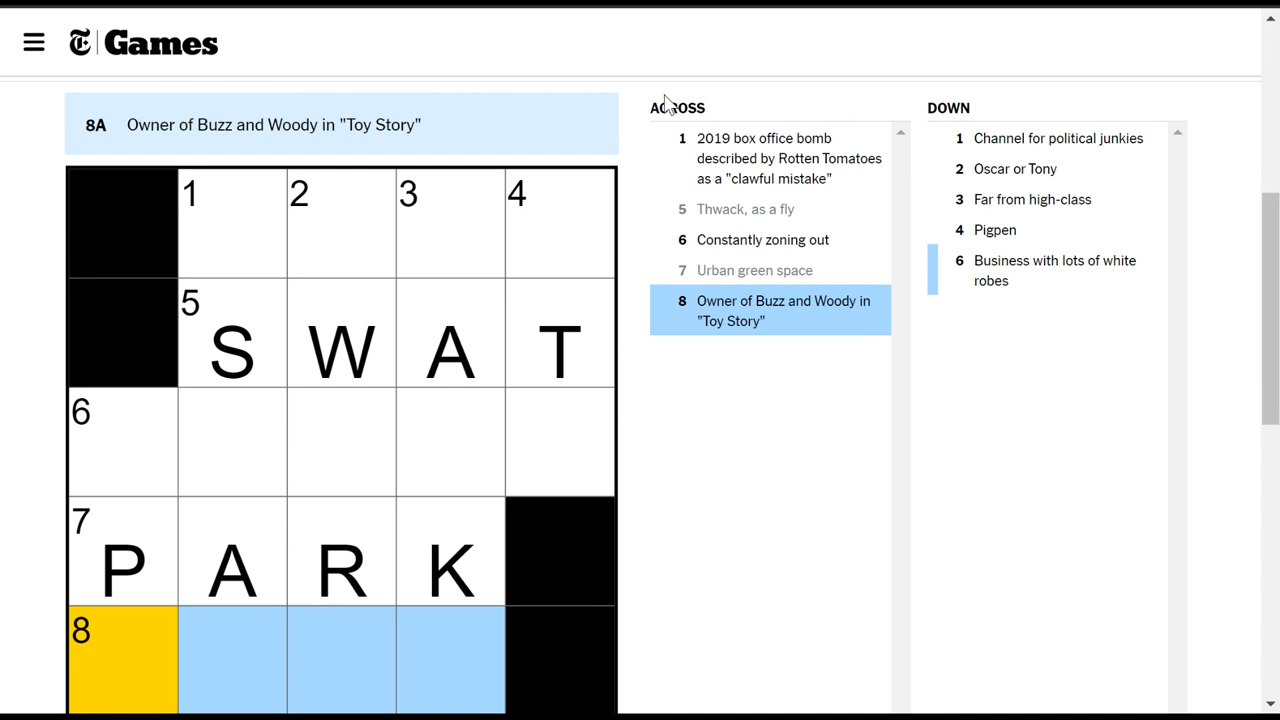 T Games
8A Owner of Buzz and Woody in "Toy Story"
ACROSS
1 2019 box office bomb
described by Rotten Tomatoes
as a "clawful mistake"
5 Thwack, as a fly
6 Constantly zoning out
7 Urban green space
8 Owner of Buzz and Woody in
"Toy Story"
DOWN
1 Channel for political junkies
2 Oscar or Tony
3 Far from high-class
4 Pigpen
6 Business with lots of white
robes
1 2 3 4
5 S W A T
6
7 P A R K
8